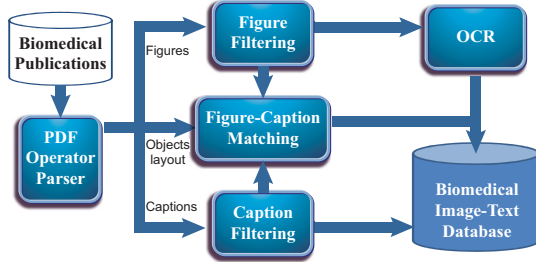 Biomedical
Publications
Figures
Figure
Filtering
OCR
PDF
Operator
Parser
Objects
layout
Figure-Caption
Matching
Captions
Caption
Filtering
Biomedical
Image-Text
Database